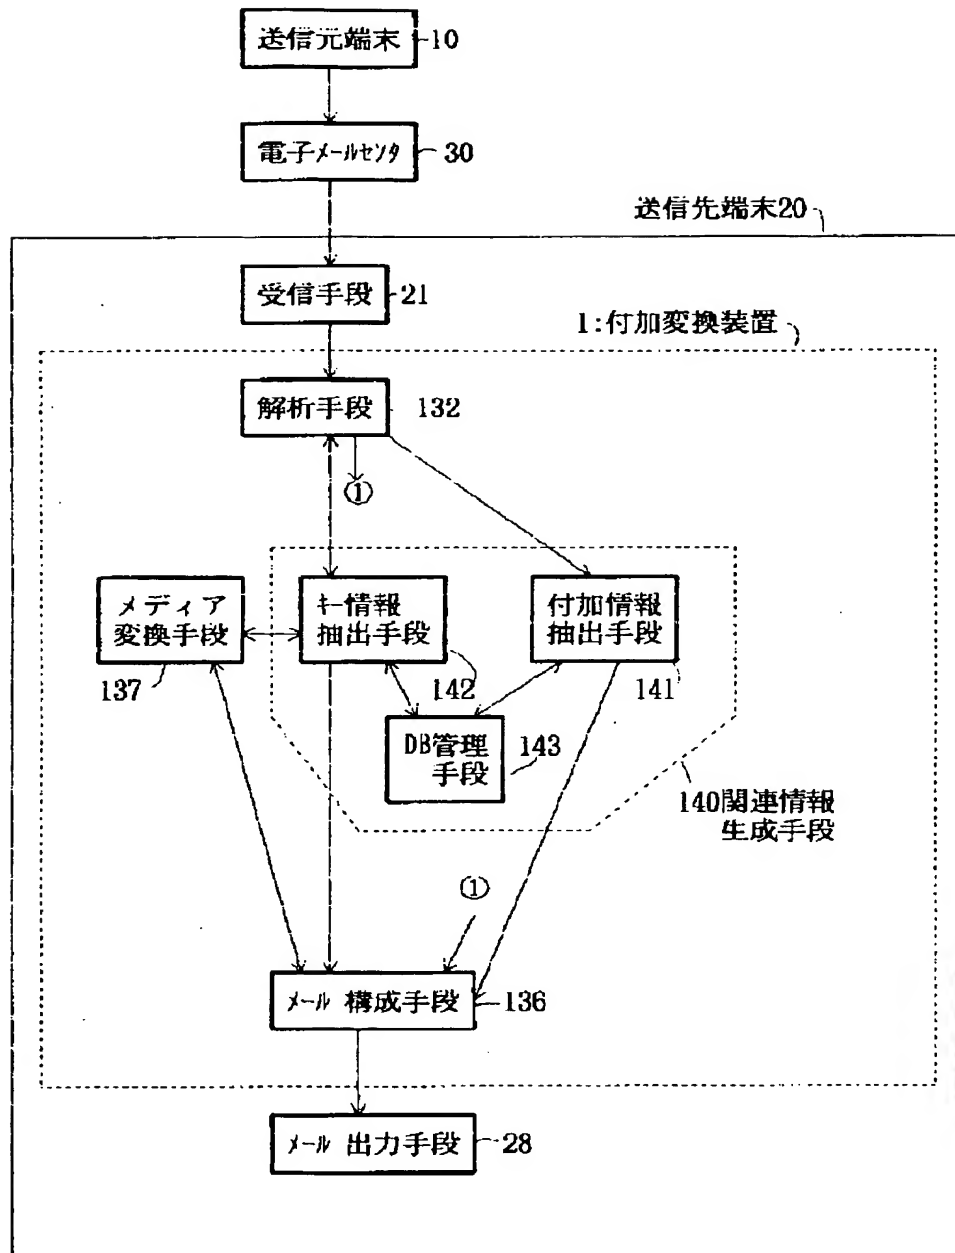 送信元端末 10
電子メールセンタ 30
送信先端末20
受信手段 21
1:付加変換装置
解析手段 132
①
メディア
変換手段
137
キー情報
抽出手段
142
付加情報
抽出手段
141
DB管理
手段
143
140関連情報
生成手段
①
メール 構成手段 136
メール 出力手段 28